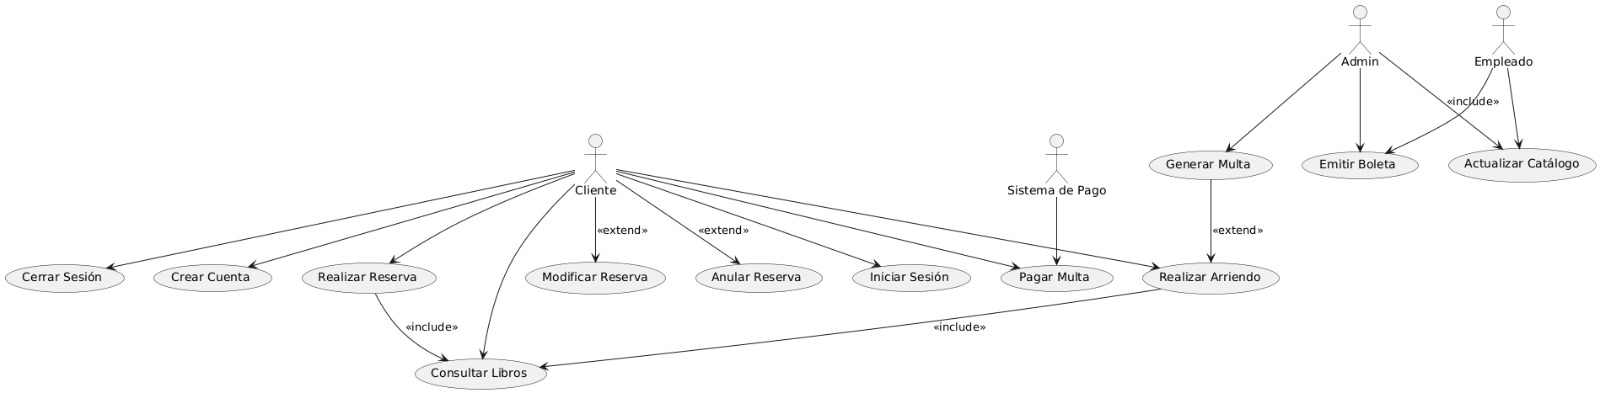 Admin
Empleado
«include»
Generar Multa
Emitir Boleta
Actualizar Catálogo
Cliente
Sistema de Pago
«extend»
«extend»
«extend»
Cerrar Sesión
Crear Cuenta
Realizar Reserva
Modificar Reserva
Anular Reserva
Iniciar Sesión
Pagar Multa
Realizar Arriendo
«include»
«include»
Consultar Libros